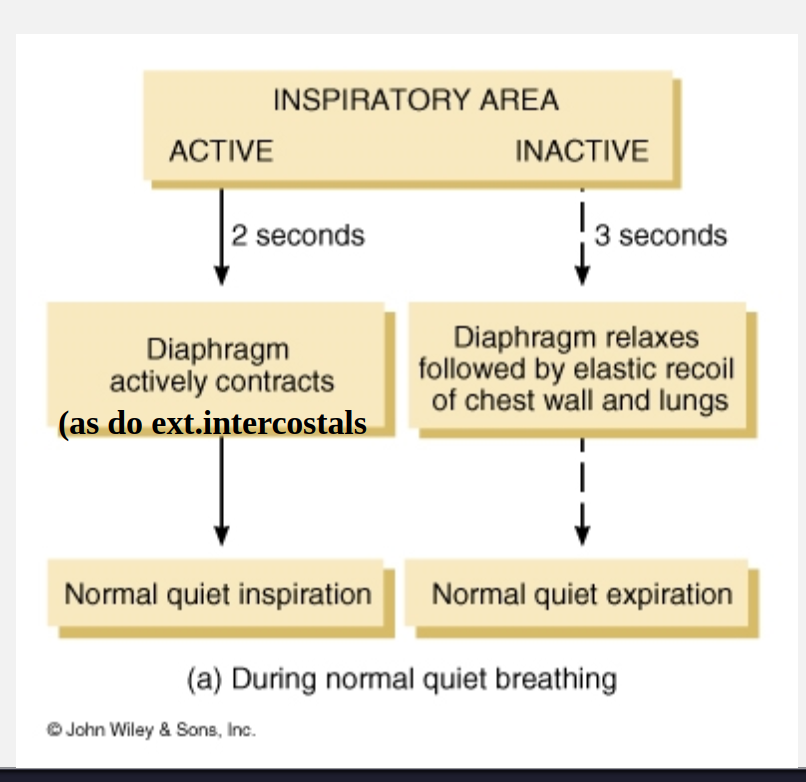 INSPIRATORY AREA
ACTIVE INACTIVE
2 seconds 3 seconds
Diaphragm
actively contracts
(as do ext.intercostals
Diaphragm relaxes
followed by elastic recoil
of chest wall and lungs
Normal quiet inspiration
Normal quiet expiration
(a) During normal quiet breathing
© John Wiley & Sons, Inc.